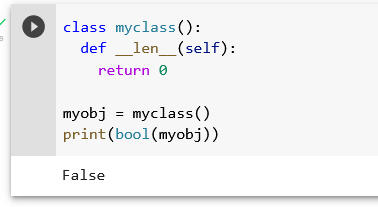 class myclass():
  def __len__(self):
    return 0

myobj = myclass()
print(bool(myobj))
False